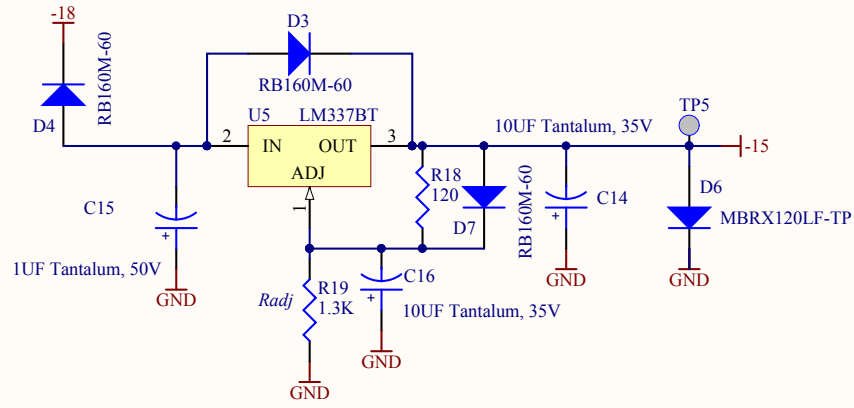 -18
D3
RB160M-60
RB160M-60
D4
U5 LM337BT
2 IN OUT 3
ADJ
1
10UF Tantalum, 35V
TP5
-15
R18
120
D7
RB160M-60
C14
D6
MBRX120LF-TP
C15
+
1UF Tantalum, 50V
GND
Radj
R19
1.3K
C16
+
10UF Tantalum, 35V
+
GND
GND
GND
GND